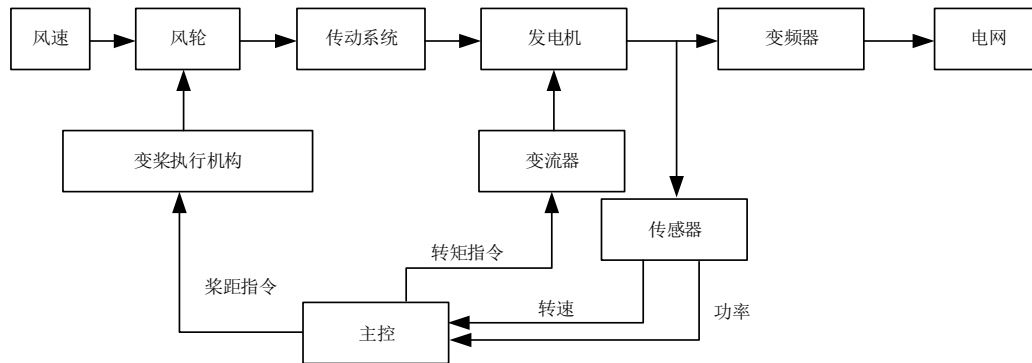 风速
风轮
传动系统
发电机
变频器
电网
变桨执行机构
变流器
传感器
转矩指令
桨距指令
转速
功率
主控